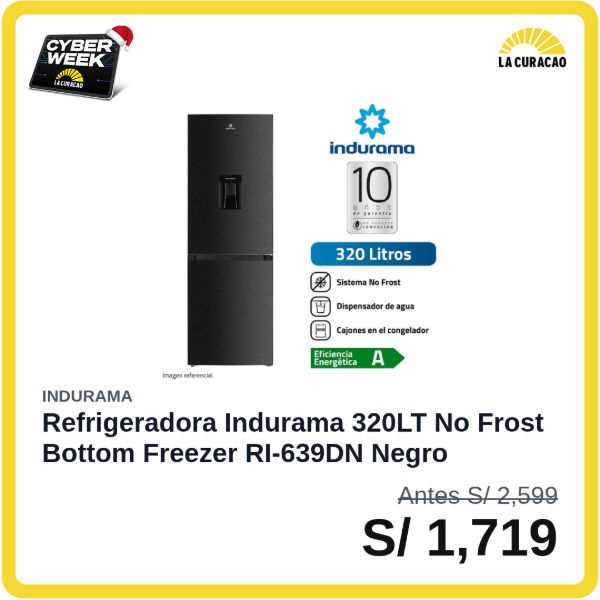 CYBER
WEEK
LA CURACAO
LA CURACAO
indurama
indurama
10
años
de garantía
COMPRESOR
320 Litros
Sistema No Frost
Dispensador de agua
Cajones en el congelador
Eficiencia
Energética
A
Imagen referencial.
INDURAMA
Refrigeradora Indurama 320LT No Frost
Bottom Freezer RI-639DN Negro
Antes S/ 2,599
S/ 1,719